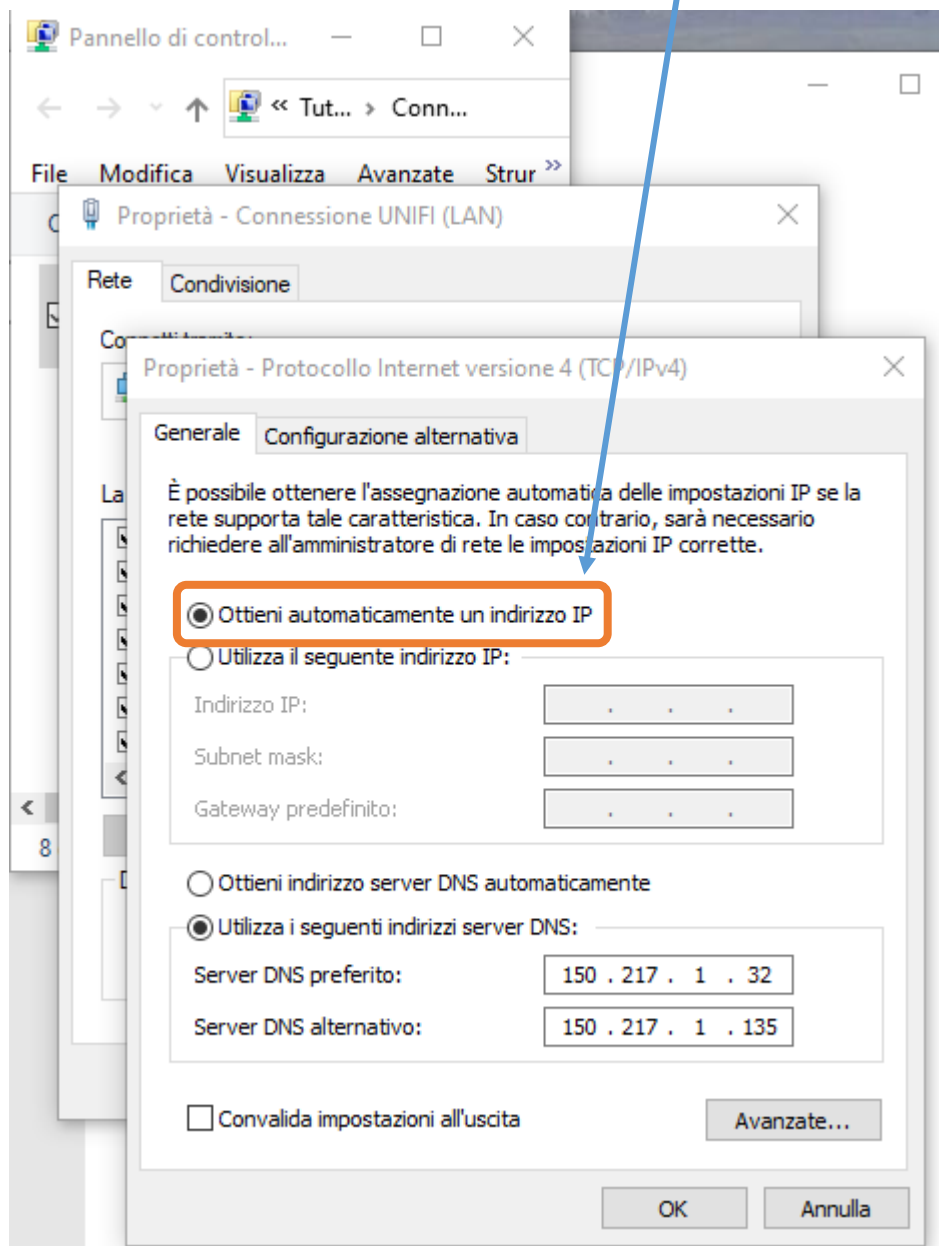 Pannello di control...
« Tut... › Conn...
File Modifica Visualizza Avanzate Strur »
Proprietà - Connessione UNIFI (LAN)
Rete Condivisione
Proprietà - Protocollo Internet versione 4 (TCP/IPv4)
Generale Configurazione alternativa
La
È possibile ottenere l'assegnazione automatica delle impostazioni IP se la
rete supporta tale caratteristica. In caso contrario, sarà necessario
richiedere all'amministratore di rete le impostazioni IP corrette.
Ottieni automaticamente un indirizzo IP
Utilizza il seguente indirizzo IP:
Indirizzo IP: . . .
Subnet mask: . . .
Gateway predefinito: . . .
8
Ottieni indirizzo server DNS automaticamente
Utilizza i seguenti indirizzi server DNS:
Server DNS preferito: 150 . 217 . 1 . 32
Server DNS alternativo: 150 . 217 . 1 . 135
Convalida impostazioni all'uscita
Avanzate...
OK Annulla